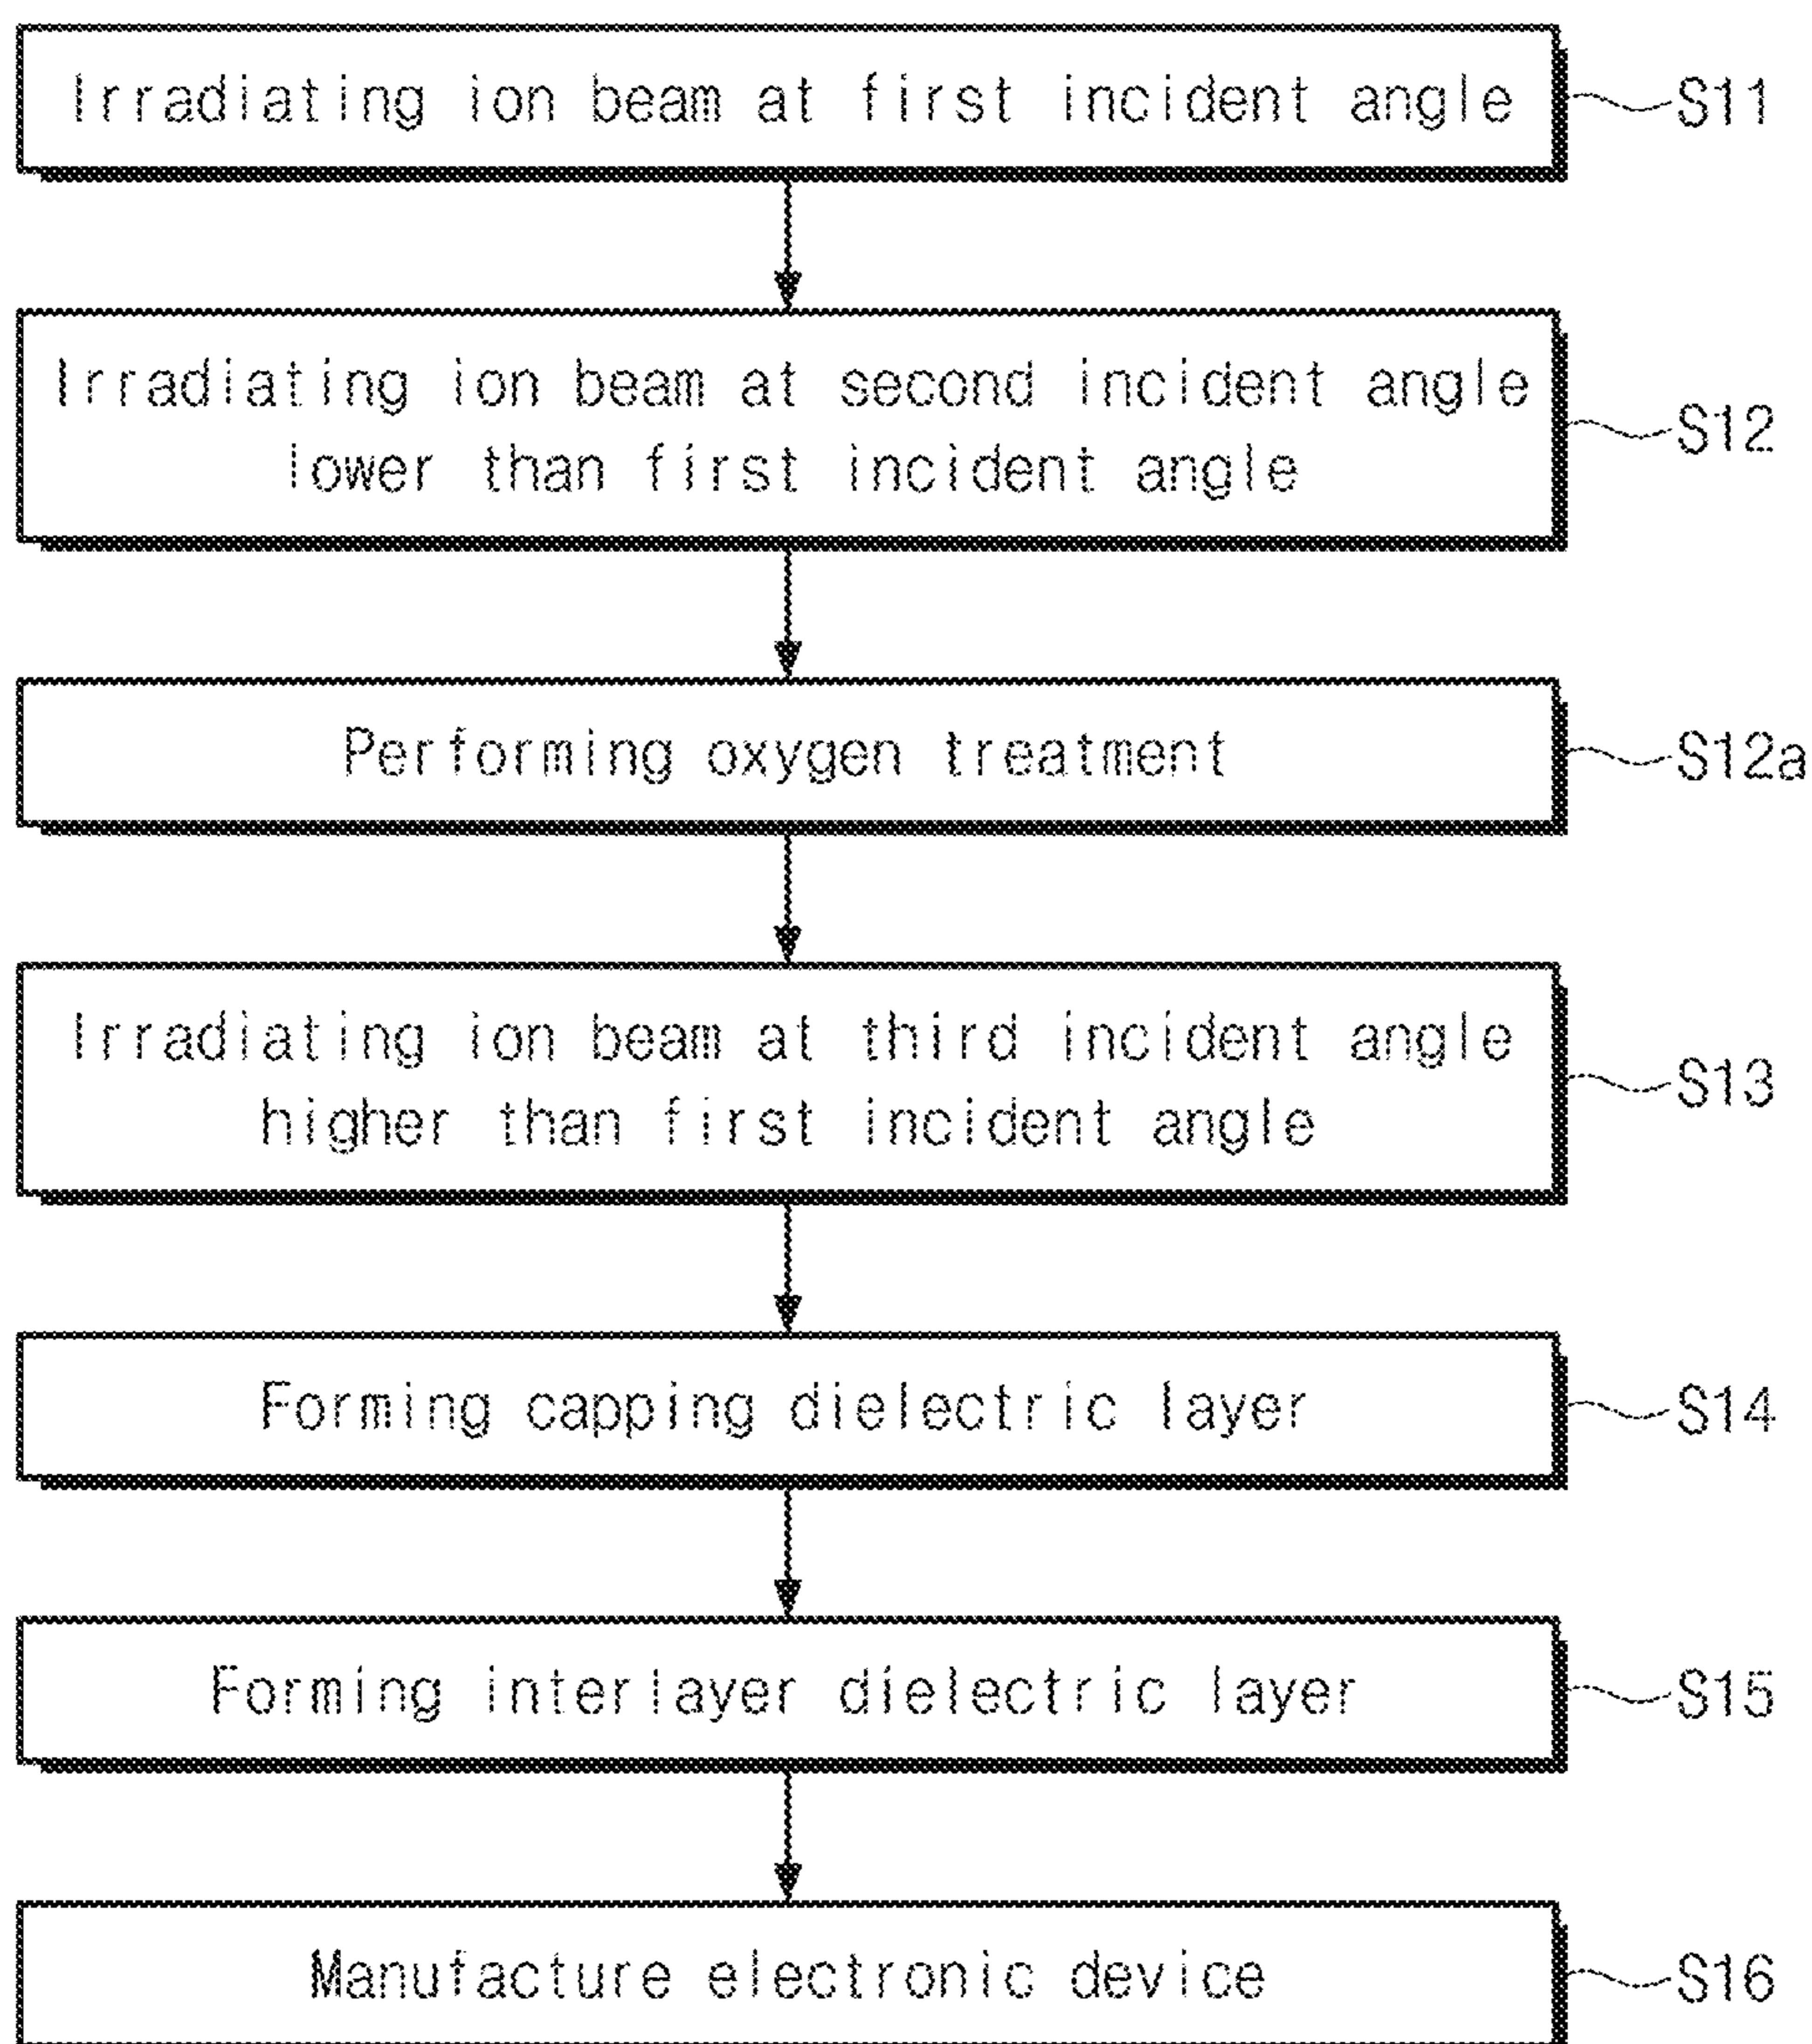 Irradiating ion beam at first incident angle
S11
Irradiating ion beam at second incident angle
lower than first incident angle
S12
Performing oxygen treatment
S12a
Irradiating ion beam at third incident angle
higher than first incident angle
S13
Forming capping dielectric layer
S14
Forming interlayer dielectric layer
S15
Manufacture electronic device
S16